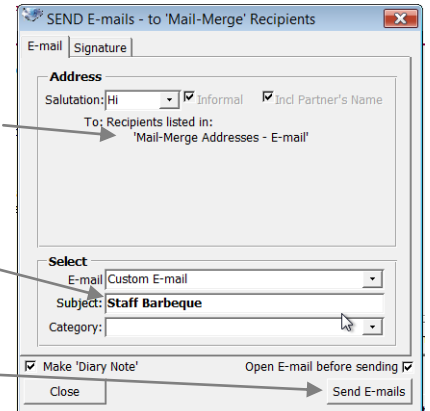 SEND E-mails - to 'Mail-Merge' Recipients
E-mail Signature
Address
Salutation: Hi Informal Incl Partner's Name
To: Recipients listed in:
'Mail-Merge Addresses - E-mail'
Select
E-mail Custom E-mail
Subject: Staff Barbeque
Category:
Make 'Diary Note' Open E-mail before sending
Close Send E-mails